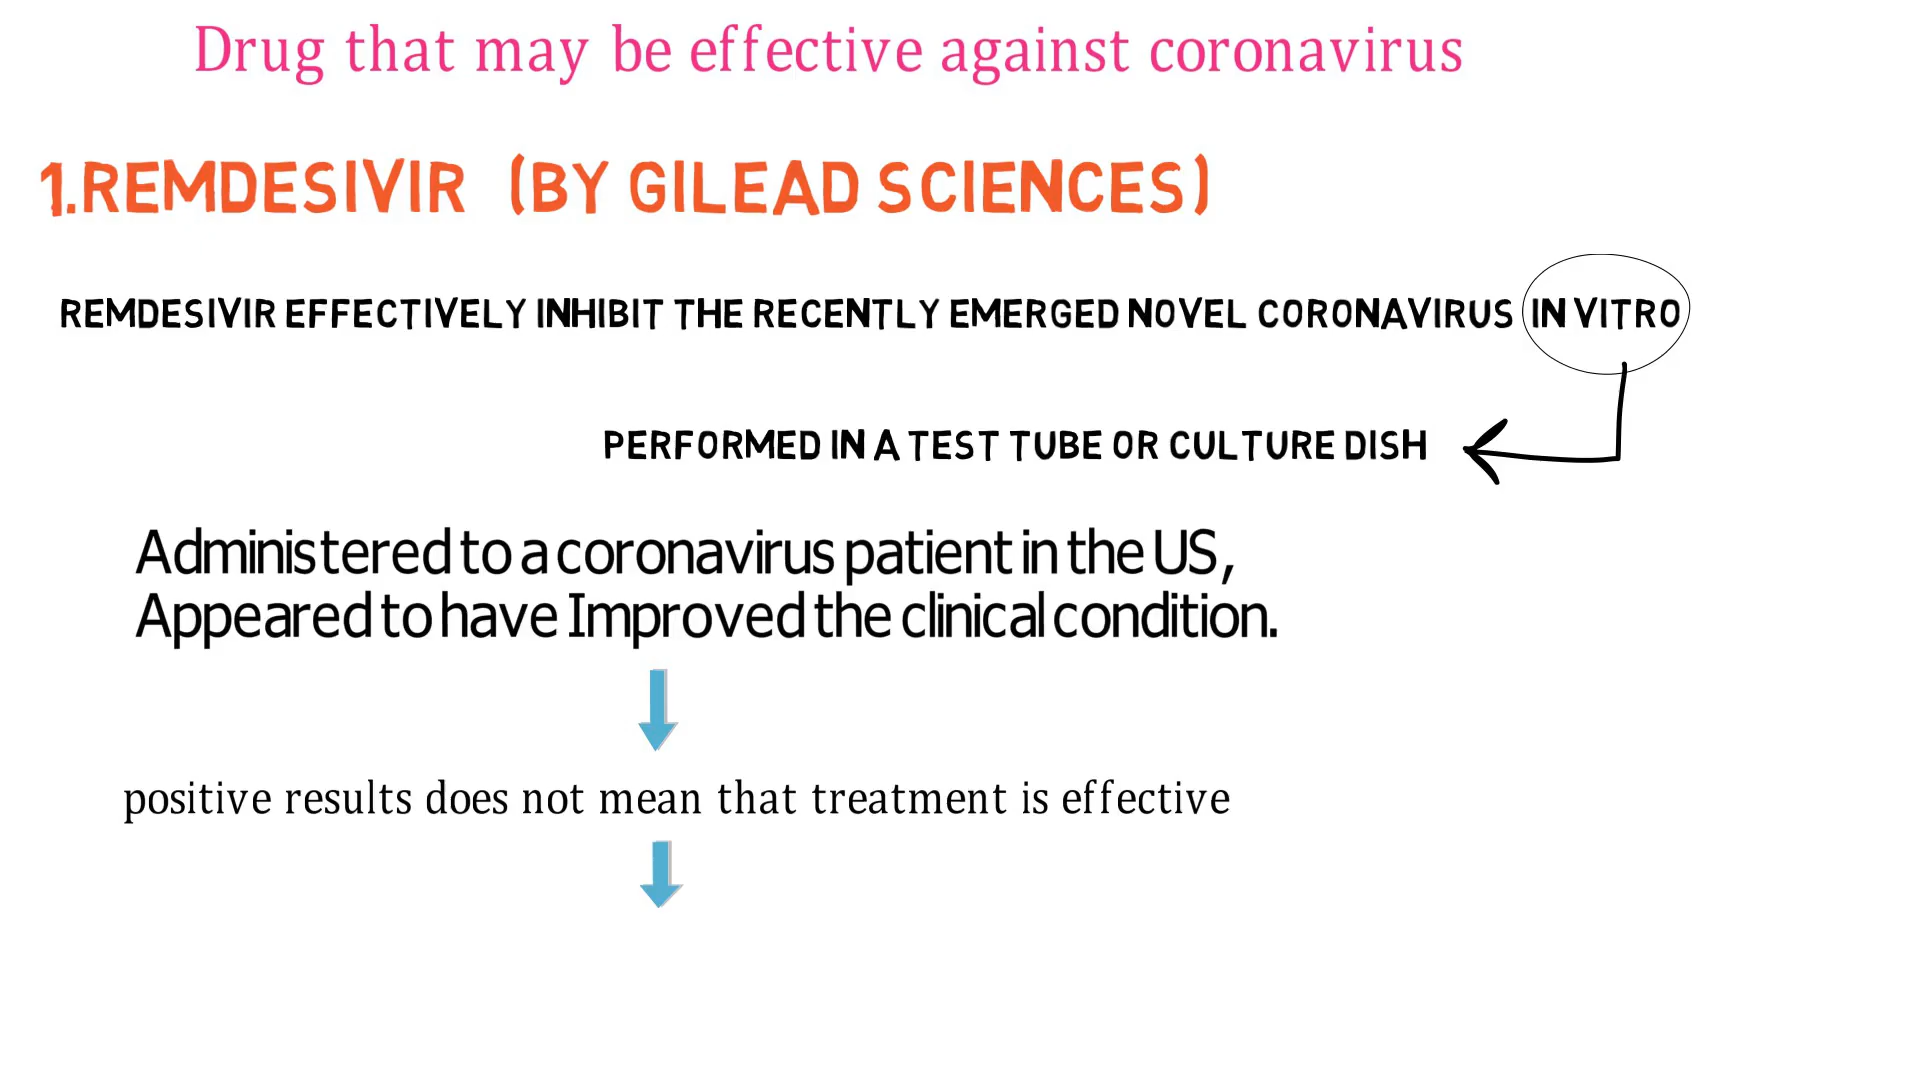 Drug that may be effective against coronavirus
1.REMDESIVIR (BY GILEAD SCIENCES)
REMDESIVIR EFFECTIVELY INHIBIT THE RECENTLY EMERGED NOVEL CORONAVIRUS IN VITRO
PERFORMED IN A TEST TUBE OR CULTURE DISH
Administered to a coronavirus patient in the US,
Appeared to have Improved the clinical condition.
positive results does not mean that treatment is effective